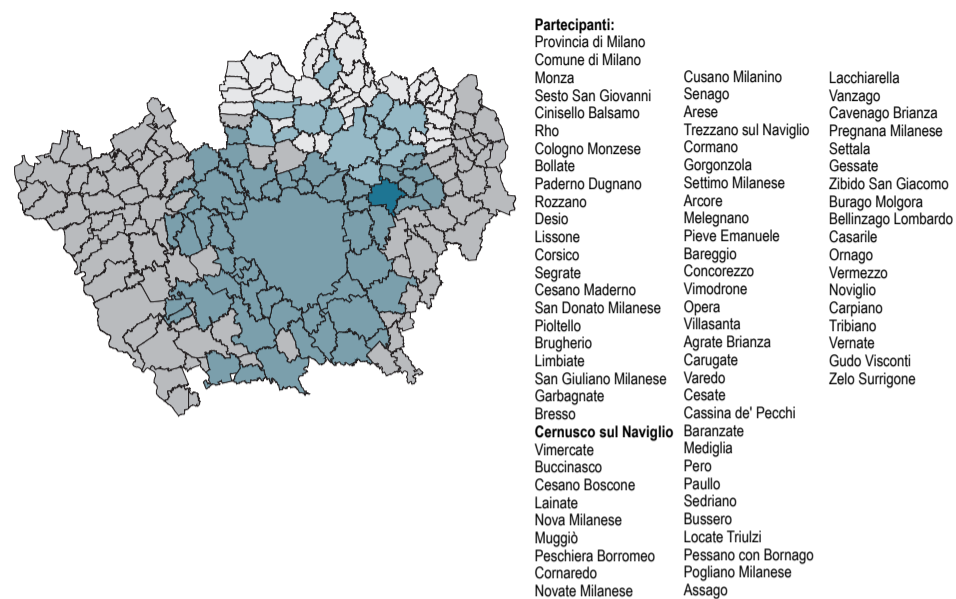 Partecipanti:
Provincia di Milano
Comune di Milano
Monza
Sesto San Giovanni
Cinisello Balsamo
Rho
Cologno Monzese
Bollate
Paderno Dugnano
Rozzano
Desio
Lissone
Corsico
Segrate
Cesano Maderno
San Donato Milanese
Pioltello
Brugherio
Limbiate
San Giuliano Milanese
Garbagnate
Bresso
Cernusco sul Naviglio
Vimercate
Buccinasco
Cesano Boscone
Lainate
Nova Milanese
Muggiò
Peschiera Borromeo
Cornaredo
Novate Milanese
Cusano Milanino
Senago
Arese
Trezzano sul Naviglio
Cormano
Gorgonzola
Settimo Milanese
Arcore
Melegnano
Pieve Emanuele
Bareggio
Concorezzo
Vimodrone
Opera
Villasanta
Agrate Brianza
Carugate
Varedo
Cesate
Cassina de' Pecchi
Baranzate
Mediglia
Pero
Paullo
Sedriano
Bussero
Locate Triulzi
Pessano con Bornago
Pogliano Milanese
Assago
Lacchiarella
Vanzago
Cavenago Brianza
Pregnana Milanese
Settala
Gessate
Zibido San Giacomo
Burago Molgora
Bellinzago Lombardo
Casarile
Ornago
Vermezzo
Noviglio
Carpiano
Tribiano
Vernate
Gudo Visconti
Zelo Surrigone